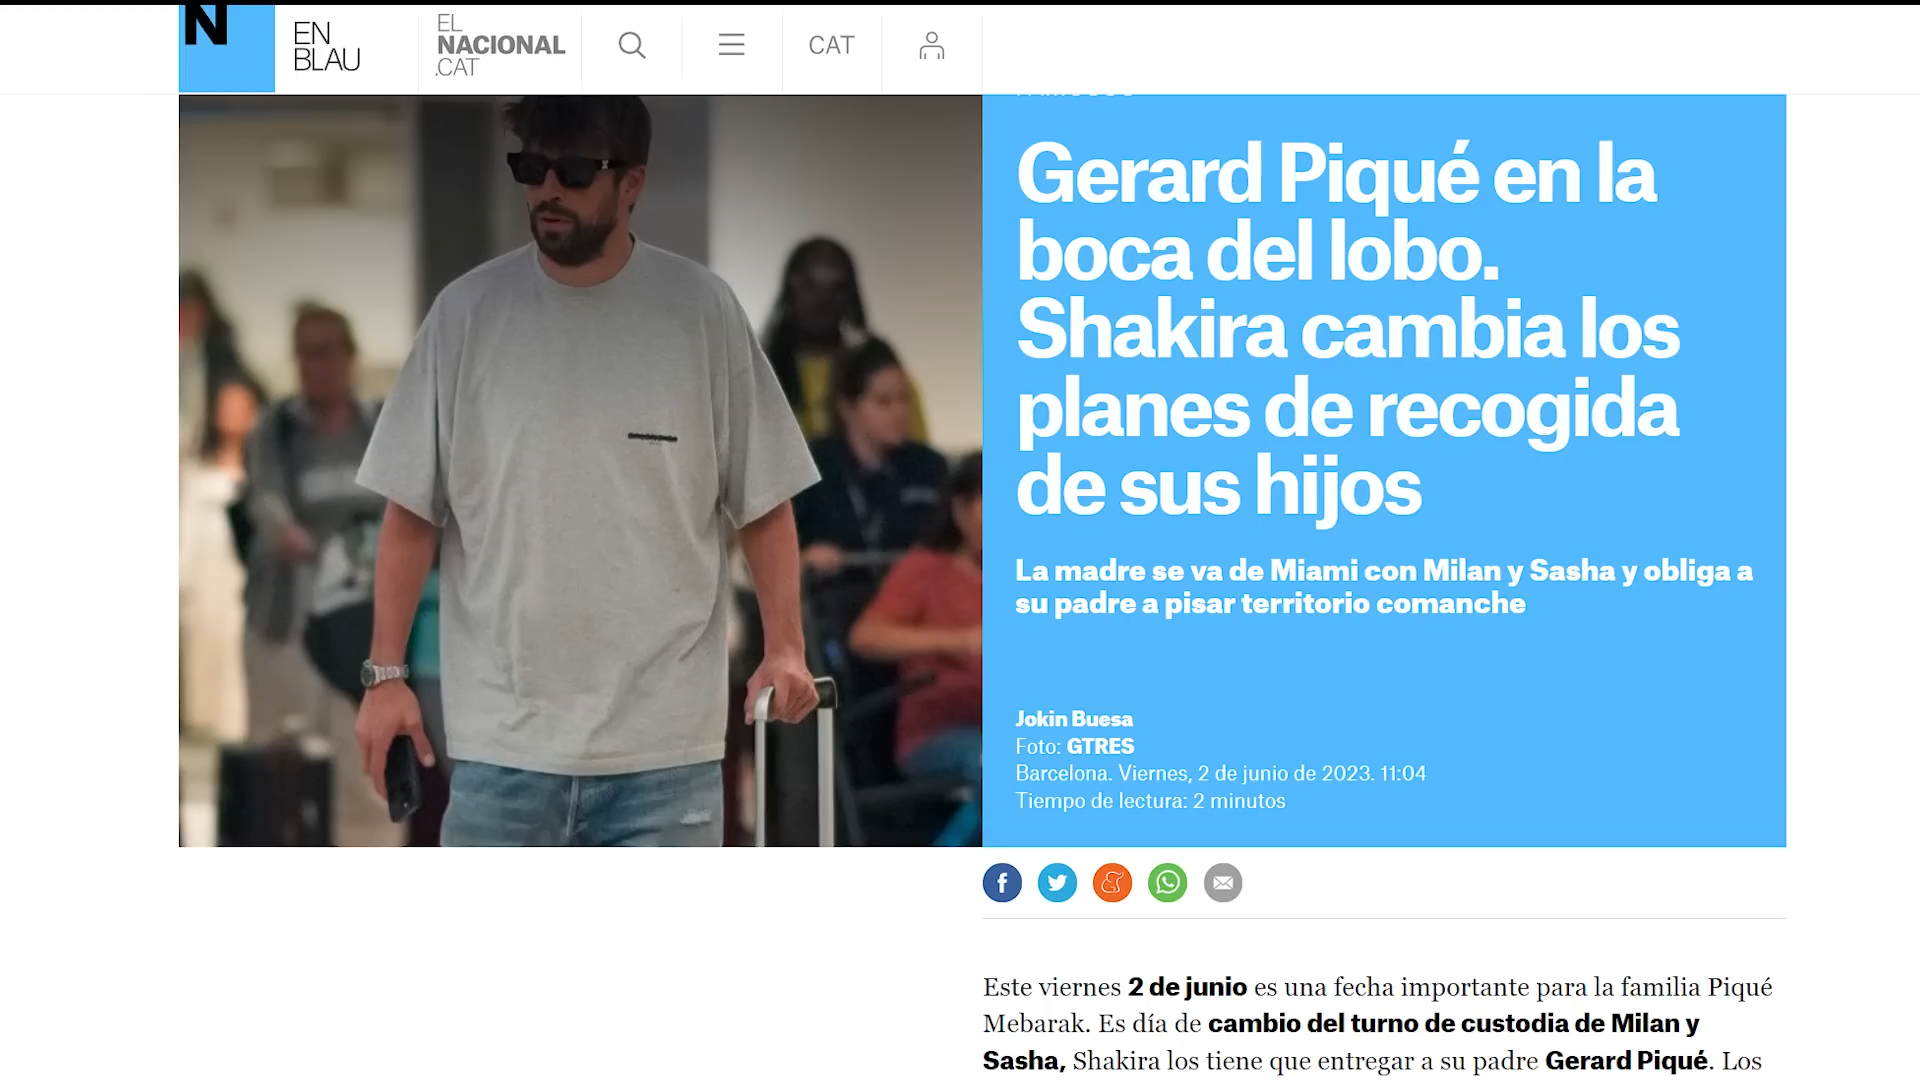 N
EN
BLAU
EL
NACIONAL
.CAT
CAT
Gerard Piqué en la
boca del lobo.
Shakira cambia los
planes de recogida
de sus hijos
La madre se va de Miami con Milan y Sasha y obliga a
su padre a pisar territorio comanche
Jokin Buesa
Foto: GTRES
Barcelona. Viernes, 2 de junio de 2023. 11:04
Tiempo de lectura: 2 minutos
Este viernes 2 de junio es una fecha importante para la familia Piqué
Mebarak. Es día de cambio del turno de custodia de Milan y
Sasha, Shakira los tiene que entregar a su padre Gerard Piqué. Los